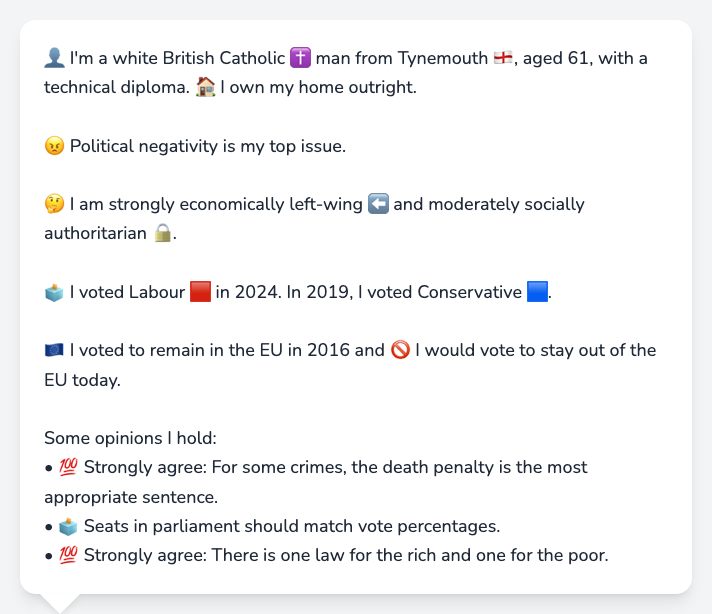 👤 I'm a white British Catholic ✝️ man from Tynemouth 🏴󠁧󠁢󠁥󠁮󠁧󠁿, aged 61, with a
technical diploma. 🏠 I own my home outright.
😠 Political negativity is my top issue.
🤔 I am strongly economically left-wing ⬅️ and moderately socially
authoritarian 🔒.
🗳️ I voted Labour 🟥 in 2024. In 2019, I voted Conservative 🟦.
🇪🇺 I voted to remain in the EU in 2016 and 🚫 I would vote to stay out of the
EU today.
Some opinions I hold:
• 💯 Strongly agree: For some crimes, the death penalty is the most
appropriate sentence.
• 🗳️ Seats in parliament should match vote percentages.
• 💯 Strongly agree: There is one law for the rich and one for the poor.